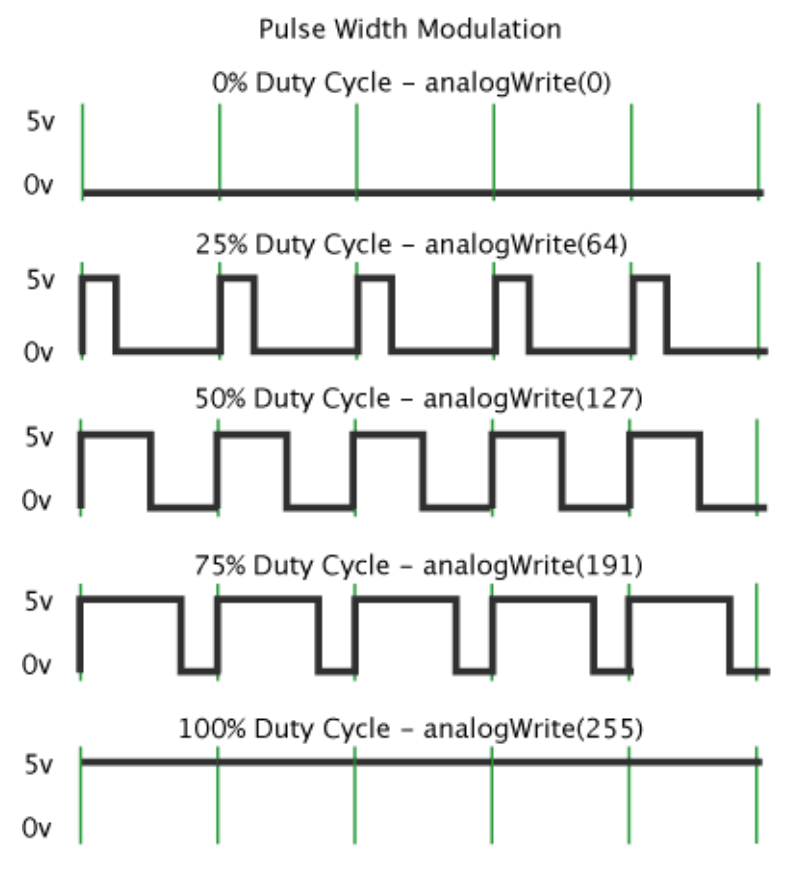 Pulse Width Modulation
0% Duty Cycle – analogWrite(0)
5v
0v
25% Duty Cycle – analogWrite(64)
5v
0v
50% Duty Cycle – analogWrite(127)
5v
0v
75% Duty Cycle – analogWrite(191)
5v
0v
100% Duty Cycle – analogWrite(255)
5v
0v